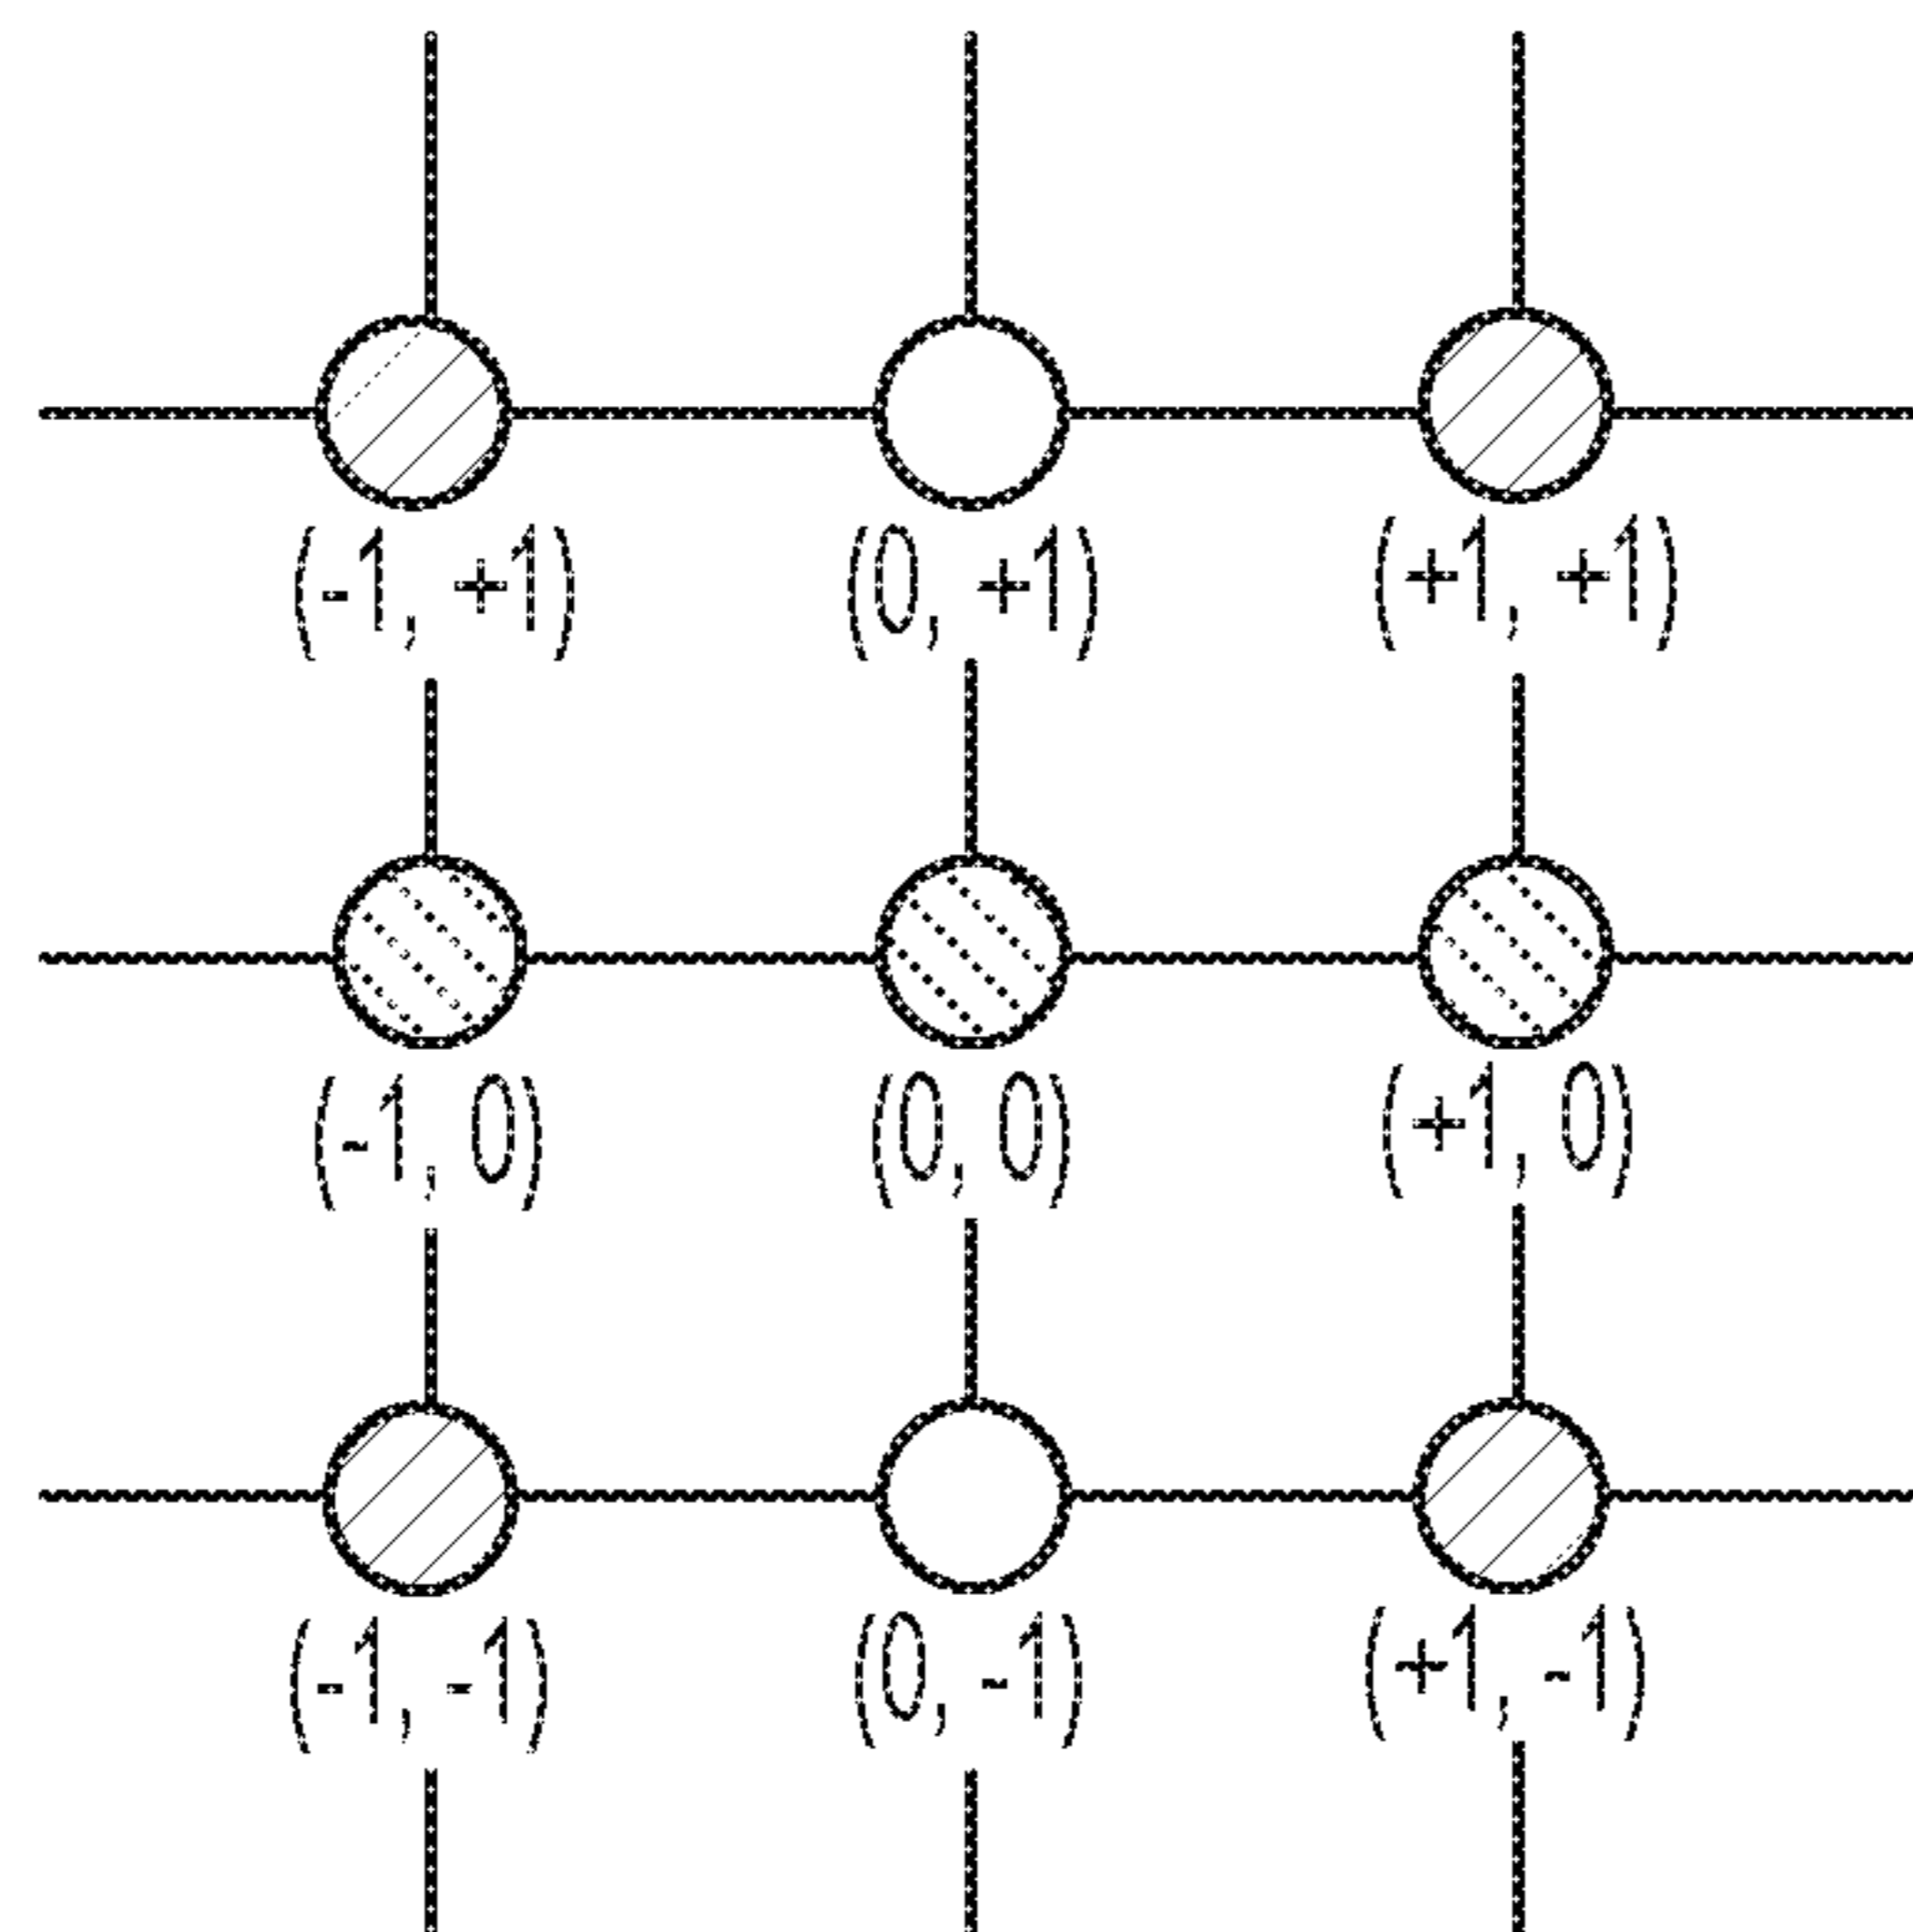 (-1, +1) (0, +1) (+1, +1)
(-1, 0) (0, 0) (+1, 0)
(-1, -1) (0, -1) (+1, -1)